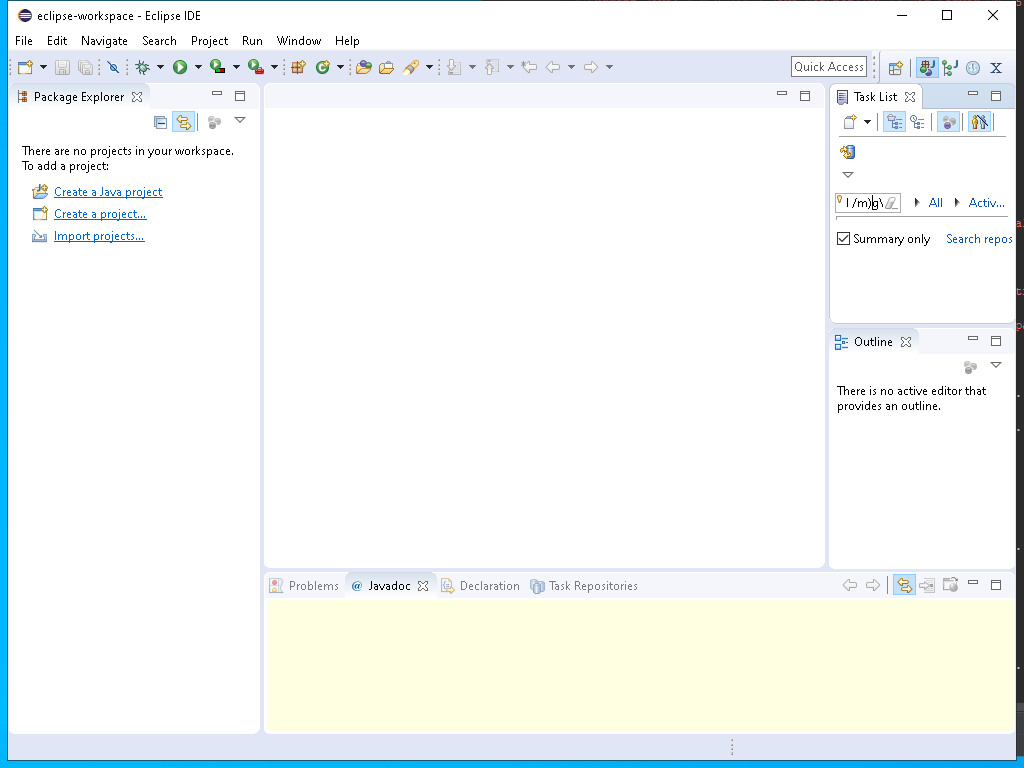 eclipse-workspace - Eclipse IDE
File Edit Navigate Search Project Run Window Help
Quick Access
Package Explorer
There are no projects in your workspace.
To add a project:
Create a Java project
Create a project...
Import projects...
Task List
l /m)g\
All
Activ...
Summary only
Search repos
Outline
There is no active editor that
provides an outline.
Problems
@ Javadoc
Declaration
Task Repositories